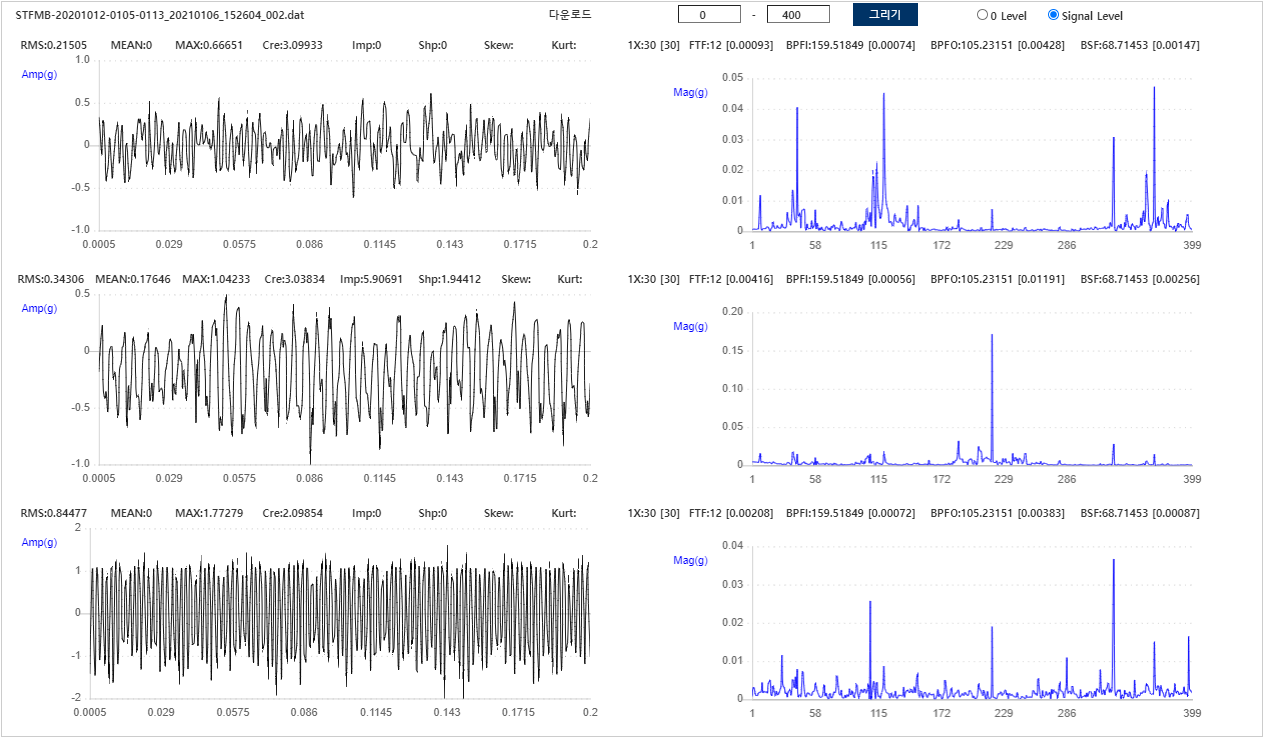 STFMB-20201012-0105-0113_20210106_152604_002.dat 다운로드 0 - 400 그리기 0 Level Signal Level
RMS:0.21505 MEAN:0 MAX:0.66651 Cre:3.09933 Imp:0 Shp:0 Skew: Kurt:
Amp(g)
1.0
0.5
0
-0.5
-1.0
0.0005 0.029 0.0575 0.086 0.1145 0.143 0.1715 0.2
1X:30 [30] FTF:12 [0.00093] BPFI:159.51849 [0.00074] BPFO:105.23151 [0.00428] BSF:68.71453 [0.00147]
Mag(g)
0.05
0.04
0.03
0.02
0.01
0
1 58 115 172 229 286 399
RMS:0.34306 MEAN:0.17646 MAX:1.04233 Cre:3.03834 Imp:5.90691 Shp:1.94412 Skew: Kurt:
Amp(g)
0.5
0
-0.5
-1.0
0.0005 0.029 0.0575 0.086 0.1145 0.143 0.1715 0.2
1X:30 [30] FTF:12 [0.00416] BPFI:159.51849 [0.00056] BPFO:105.23151 [0.01191] BSF:68.71453 [0.00256]
Mag(g)
0.20
0.15
0.10
0.05
0
1 58 115 172 229 286 399
RMS:0.84477 MEAN:0 MAX:1.77279 Cre:2.09854 Imp:0 Shp:0 Skew: Kurt:
Amp(g)
2
1
0
-1
-2
0.0005 0.029 0.0575 0.086 0.1145 0.143 0.1715 0.2
1X:30 [30] FTF:12 [0.00208] BPFI:159.51849 [0.00072] BPFO:105.23151 [0.00383] BSF:68.71453 [0.00087]
Mag(g)
0.04
0.03
0.02
0.01
0
1 58 115 172 229 286 399